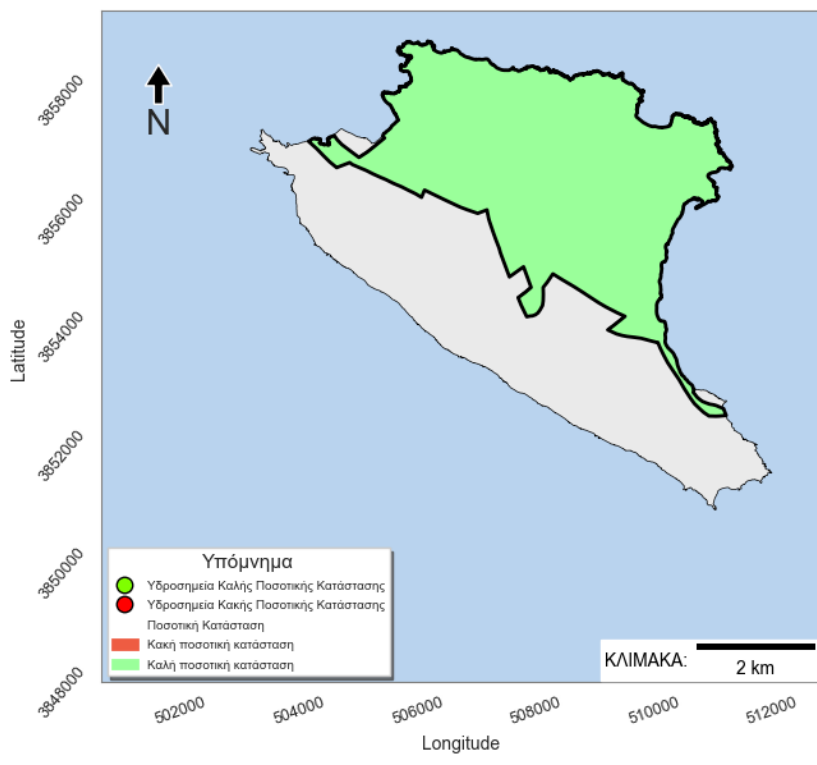 3858000
3856000
3854000
3852000
3850000
3848000
Latitude
N
Υπόμνημα
Υδροσημεία Καλής Ποσοτικής Κατάστασης
Υδροσημεία Κακής Ποσοτικής Κατάστασης
Ποσοτική Κατάσταση
Κακή ποσοτική κατάσταση
Καλή ποσοτική κατάσταση
ΚΛΙΜΑΚΑ:
2 km
502000
504000
506000
508000
510000
512000
Longitude